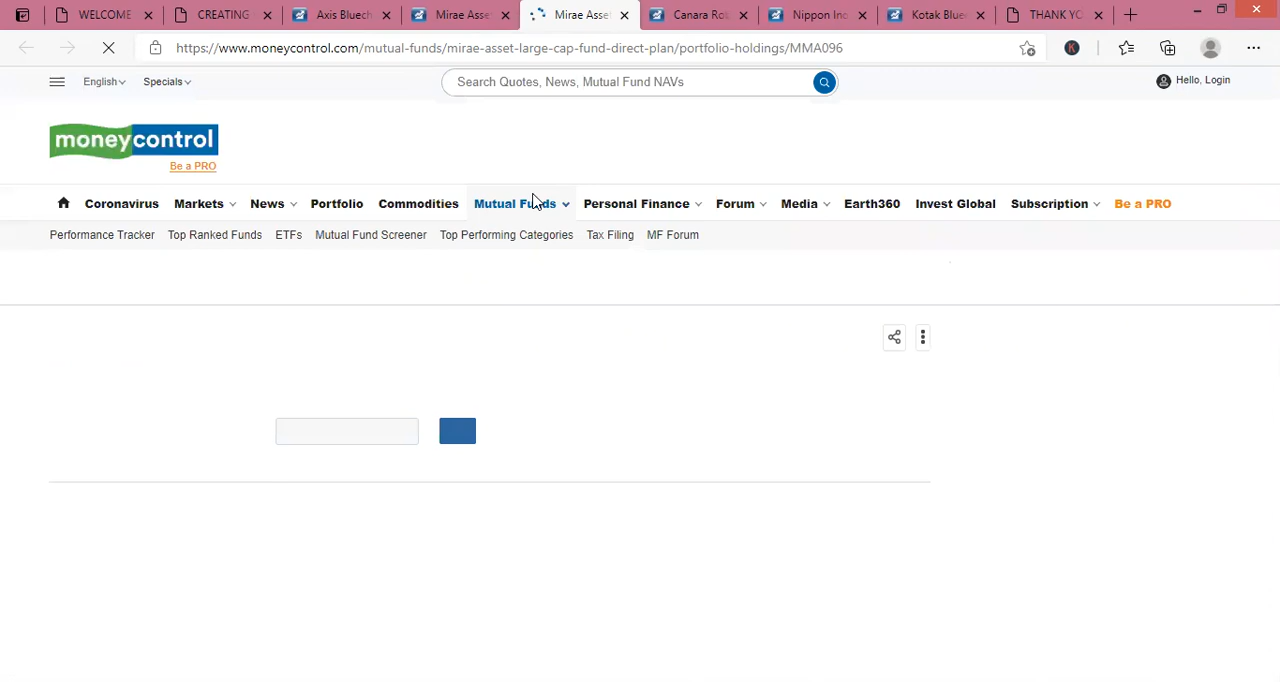 WELCOME CREATING Axis Bluech Mirae Asse Mirae Asse Canara Rob Nippon Ind Kotak Blue THANK YO
https://www.moneycontrol.com/mutual-funds/mirae-asset-large-cap-fund-direct-plan/portfolio-holdings/MMA096
English Specials Search Quotes, News, Mutual Fund NAVs Hello, Login
moneycontrol
Be a PRO
Coronavirus Markets News Portfolio Commodities Mutual Funds Personal Finance Forum Media Earth360 Invest Global Subscription Be a PRO
Performance Tracker Top Ranked Funds ETFs Mutual Fund Screener Top Performing Categories Tax Filing MF Forum